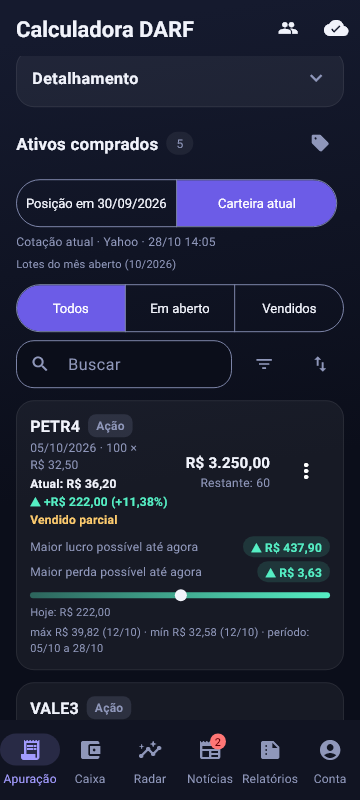 Calculadora DARF
Detalhamento
Ativos comprados 5
Posição em 30/09/2026 Carteira atual
Cotação atual · Yahoo · 28/10 14:05
Lotes do mês aberto (10/2026)
Todos Em aberto Vendidos
Buscar
PETR4 Ação
05/10/2026 · 100 ×
R$ 32,50
R$ 3.250,00
Atual: R$ 36,20
Restante: 60
▲ +R$ 222,00 (+11,38%)
Vendido parcial
Maior lucro possível até agora ▲ R$ 437,90
Maior perda possível até agora ▲ R$ 3,63
Hoje: R$ 222,00
máx R$ 39,82 (12/10) · mín R$ 32,58 (12/10) · período:
05/10 a 28/10
VALE3 Ação
2
Apuração Caixa Radar Notícias Relatórios Conta